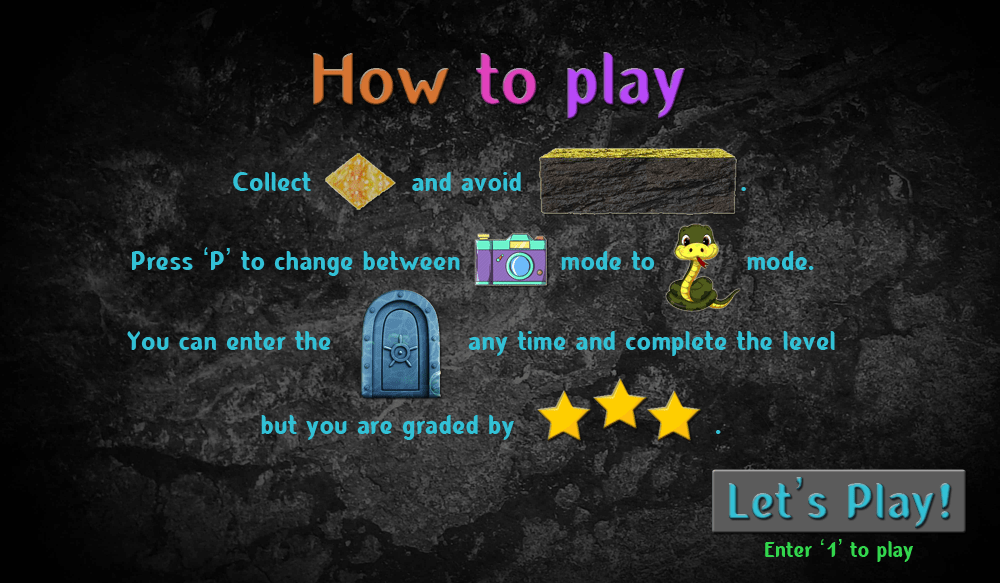 How to play
Collect and avoid .
Press ‘P’ to change between mode to mode.
You can enter the any time and complete the level
but you are graded by .
Let’s Play!
Enter ‘1’ to play